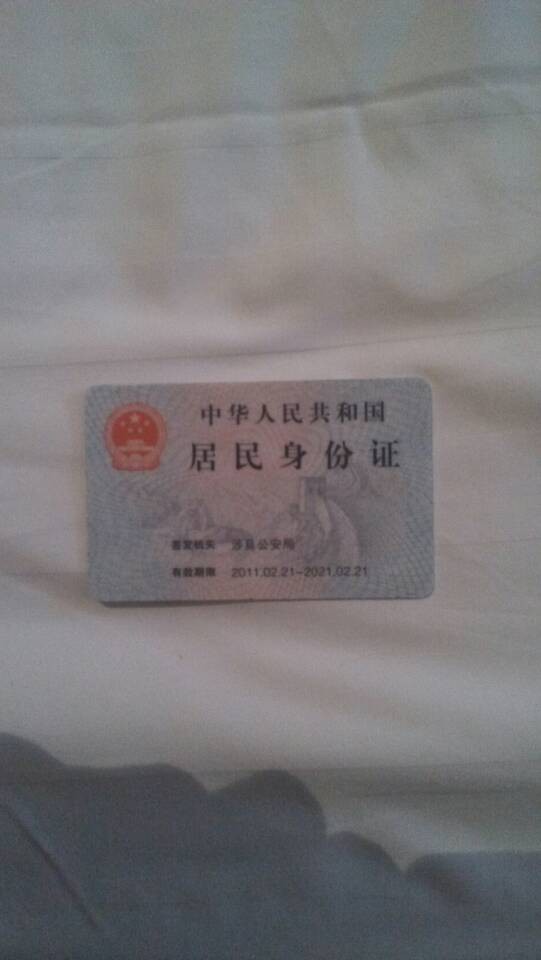 中华人民共和国
居民身份证
签发机关 涉县公安局
有效期限 2011.02.21-2021.02.21